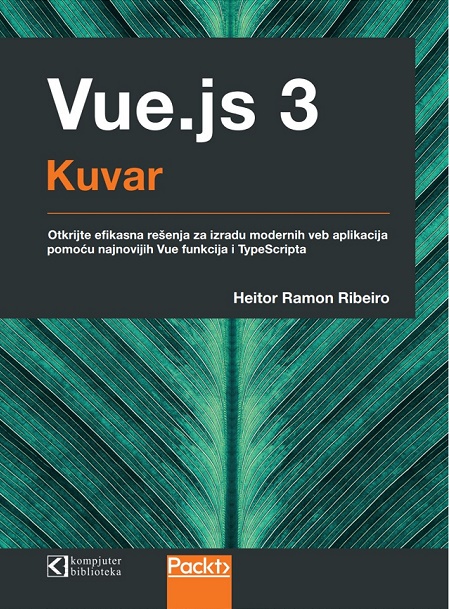 Vue.js 3
Kuvar
Otkrijte efikasna rešenja za izradu modernih veb aplikacija
pomoću najnovijih Vue funkcija i TypeScripta
Heitor Ramon Ribeiro
kompjuter
biblioteka
Packt>